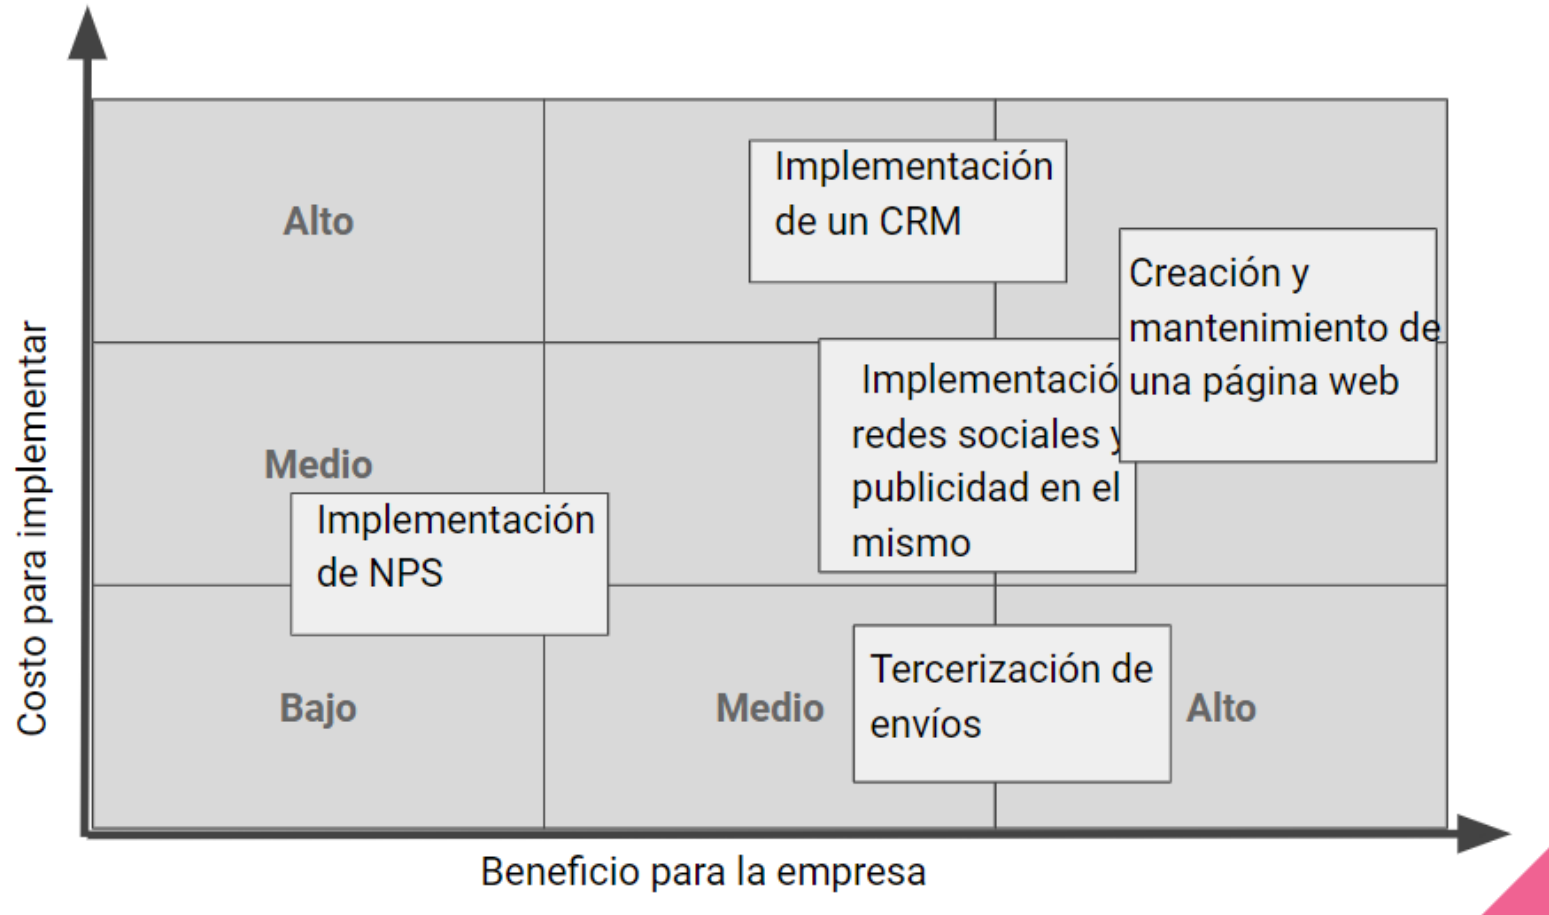 Costo para implementar
Alto
Implementación
de un CRM
Creación y
mantenimiento de
una página web
Implementació
redes sociales y
publicidad en el
mismo
Medio
Implementación
de NPS
Bajo
Medio
Tercerización de
envíos
Alto
Beneficio para la empresa